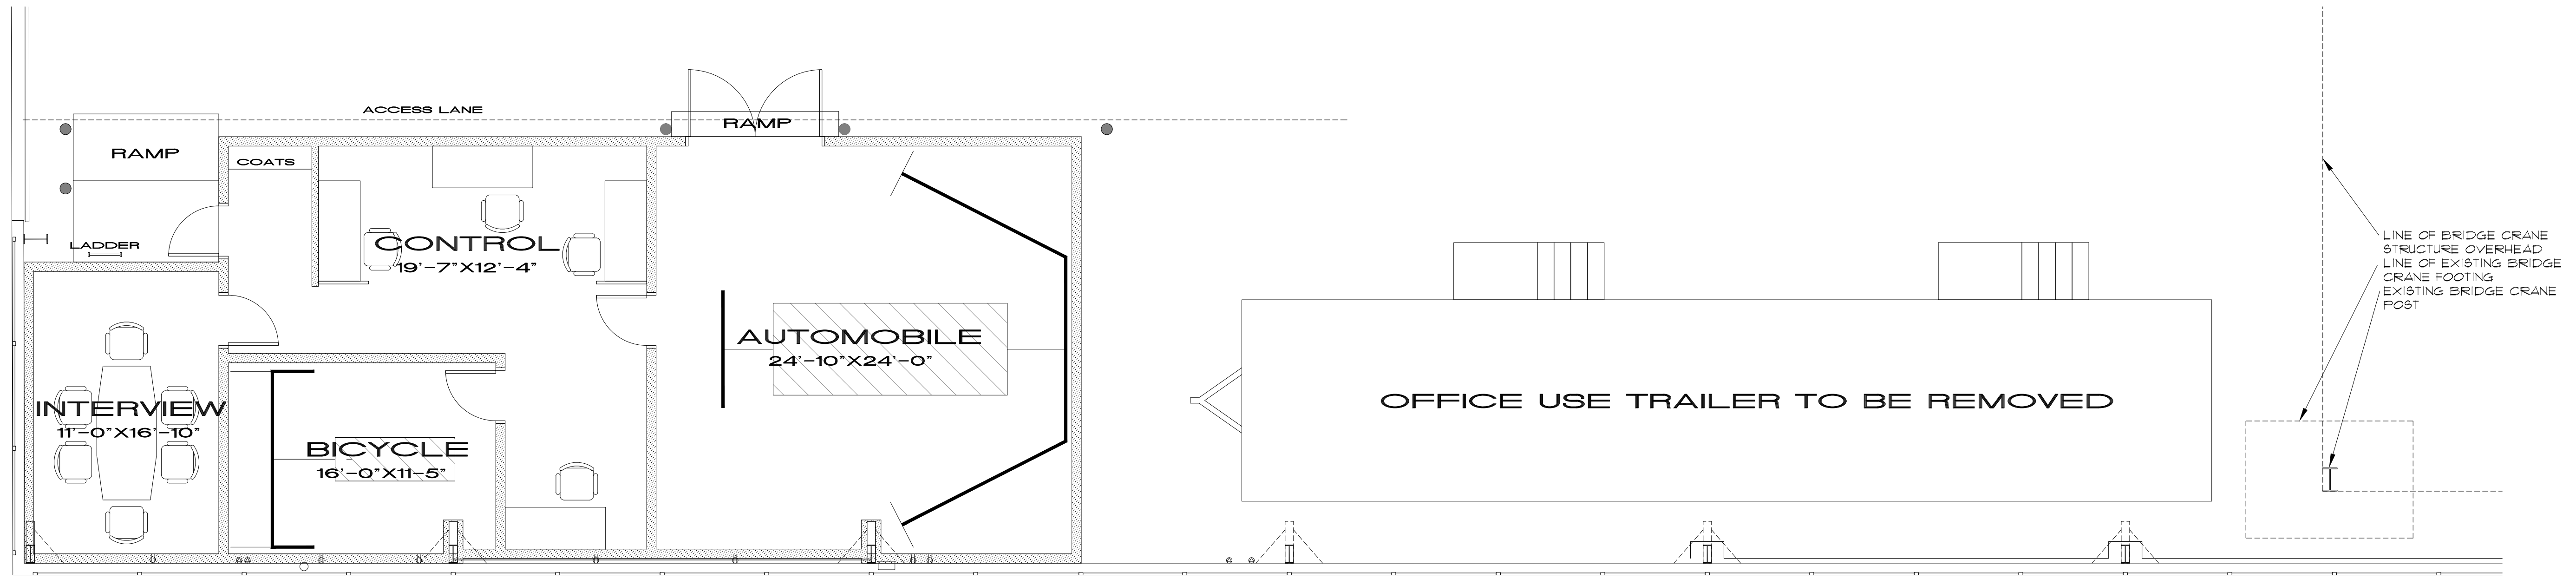 ACCESS LANE
RAMP
RAMP
COATS
LADDER
CONTROL
19'-7"X12'-4"
AUTOMOBILE
24'-10"X24'-0"
INTERVIEW
11'-0"X16'-10"
BICYCLE
16'-0"X11-5"
OFFICE USE TRAILER TO BE REMOVED
LINE OF BRIDGE CRANE
STRUCTURE OVERHEAD
LINE OF EXISTING BRIDGE
CRANE FOOTING
EXISTING BRIDGE CRANE
POST